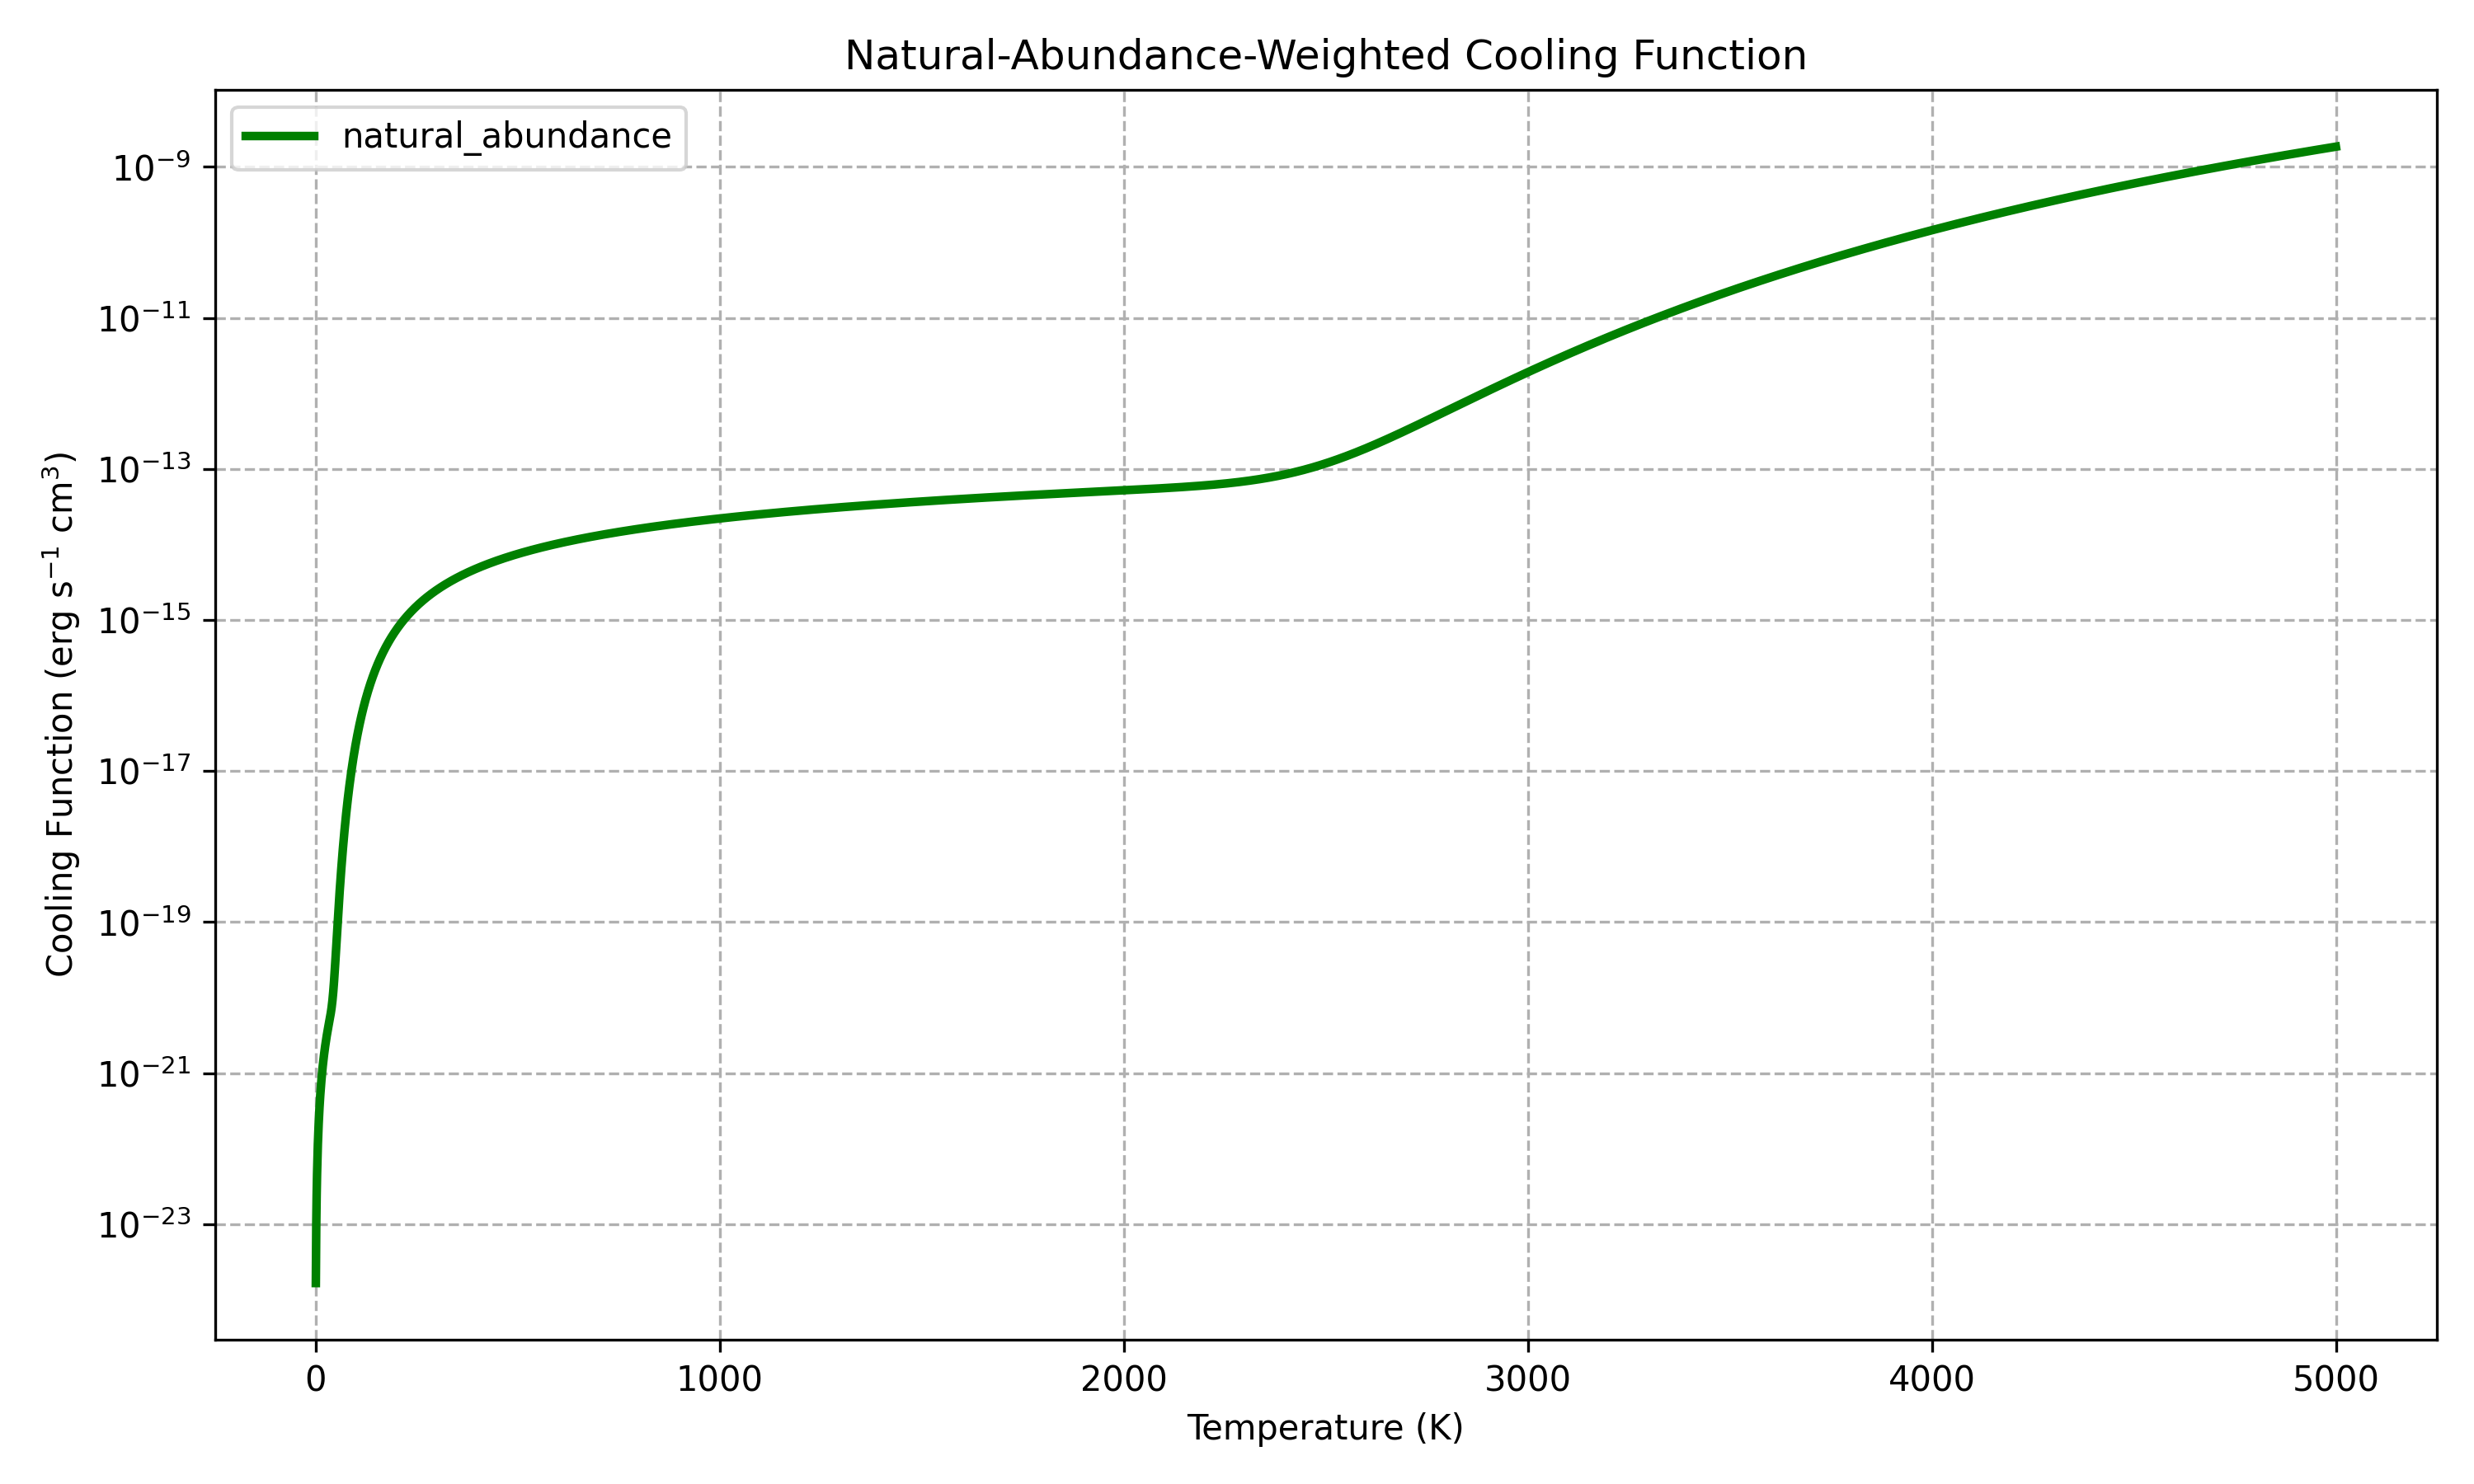 Natural-Abundance-Weighted Cooling Function
natural_abundance
Cooling Function (erg s⁻¹ cm³)
10⁻⁹
10⁻¹¹
10⁻¹³
10⁻¹⁵
10⁻¹⁷
10⁻¹⁹
10⁻²¹
10⁻²³
0 1000 2000 3000 4000 5000
Temperature (K)